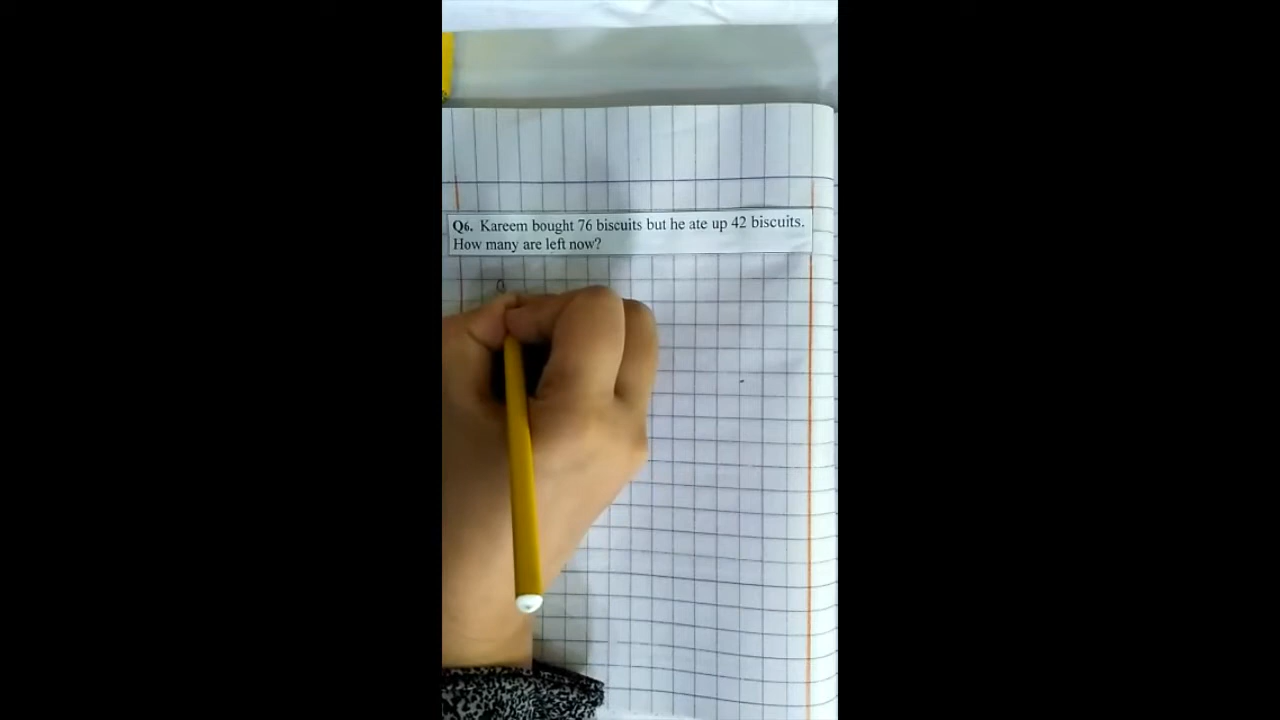 Q6. Kareem bought 76 biscuits but he ate up 42 biscuits.
How many are left now?